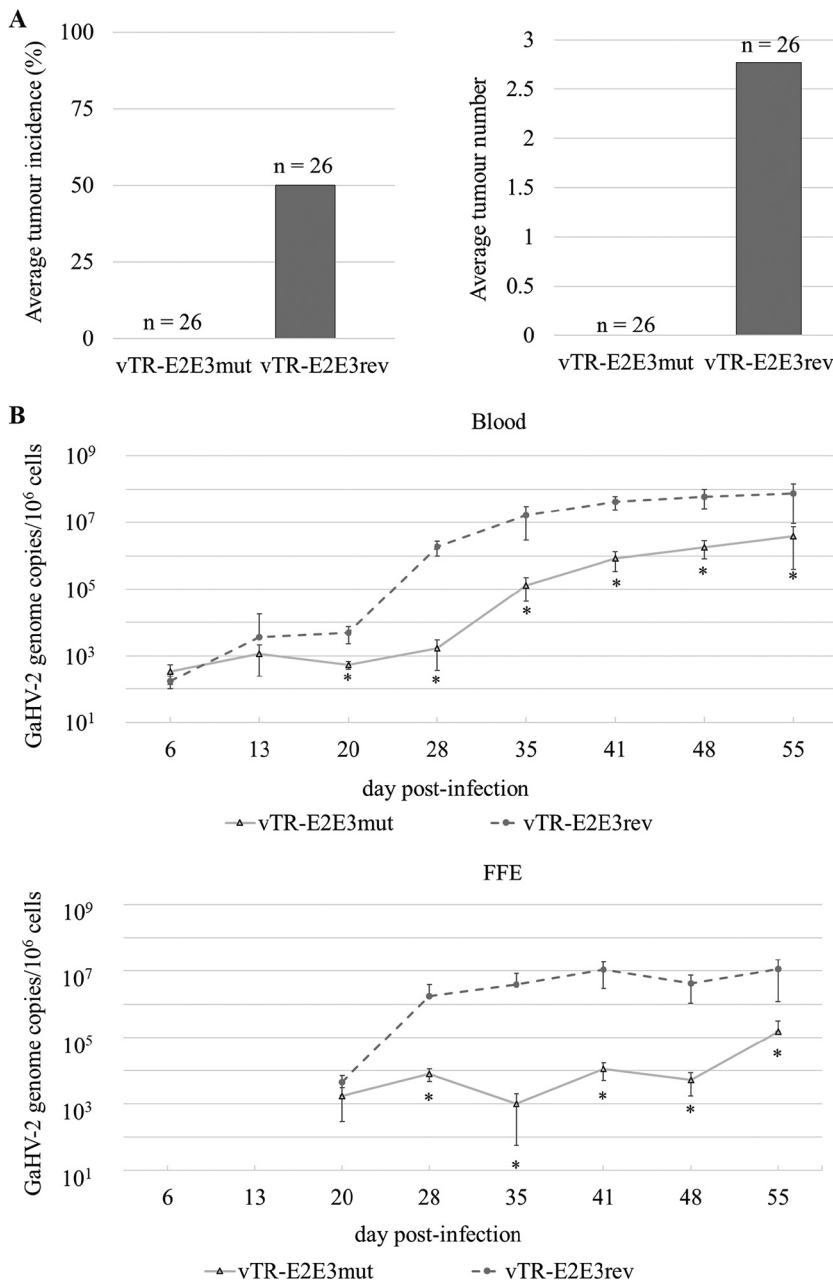 A
Average tumour incidence (%)
100
75
50
25
0
n = 26
n = 26
vTR-E2E3mut vTR-E2E3rev
Average tumour number
3
2.5
2
1.5
1
0.5
0
n = 26
n = 26
vTR-E2E3mut vTR-E2E3rev
B
Blood
GaHV-2 genome copies/10⁶ cells
10⁹
10⁷
10⁵
10³
10¹
* * * * * *
6 13 20 28 35 41 48 55
day post-infection
vTR-E2E3mut vTR-E2E3rev
FFE
GaHV-2 genome copies/10⁶ cells
10⁹
10⁷
10⁵
10³
10¹
* * * * *
6 13 20 28 35 41 48 55
day post-infection
vTR-E2E3mut vTR-E2E3rev